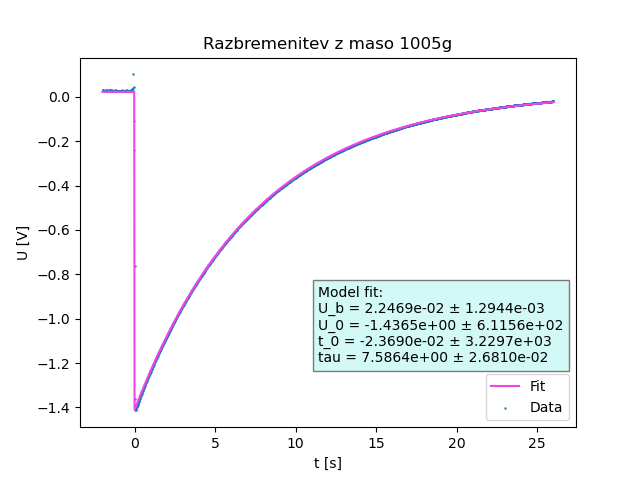 Razbremenitev z maso 1005g
U [V]
0.0
−0.2
−0.4
−0.6
−0.8
−1.0
−1.2
−1.4
Model fit:
U_b = 2.2469e-02 ± 1.2944e-03
U_0 = -1.4365e+00 ± 6.1156e+02
t_0 = -2.3690e-02 ± 3.2297e+03
tau = 7.5864e+00 ± 2.6810e-02
Fit
Data
0
5
10
15
20
25
t [s]